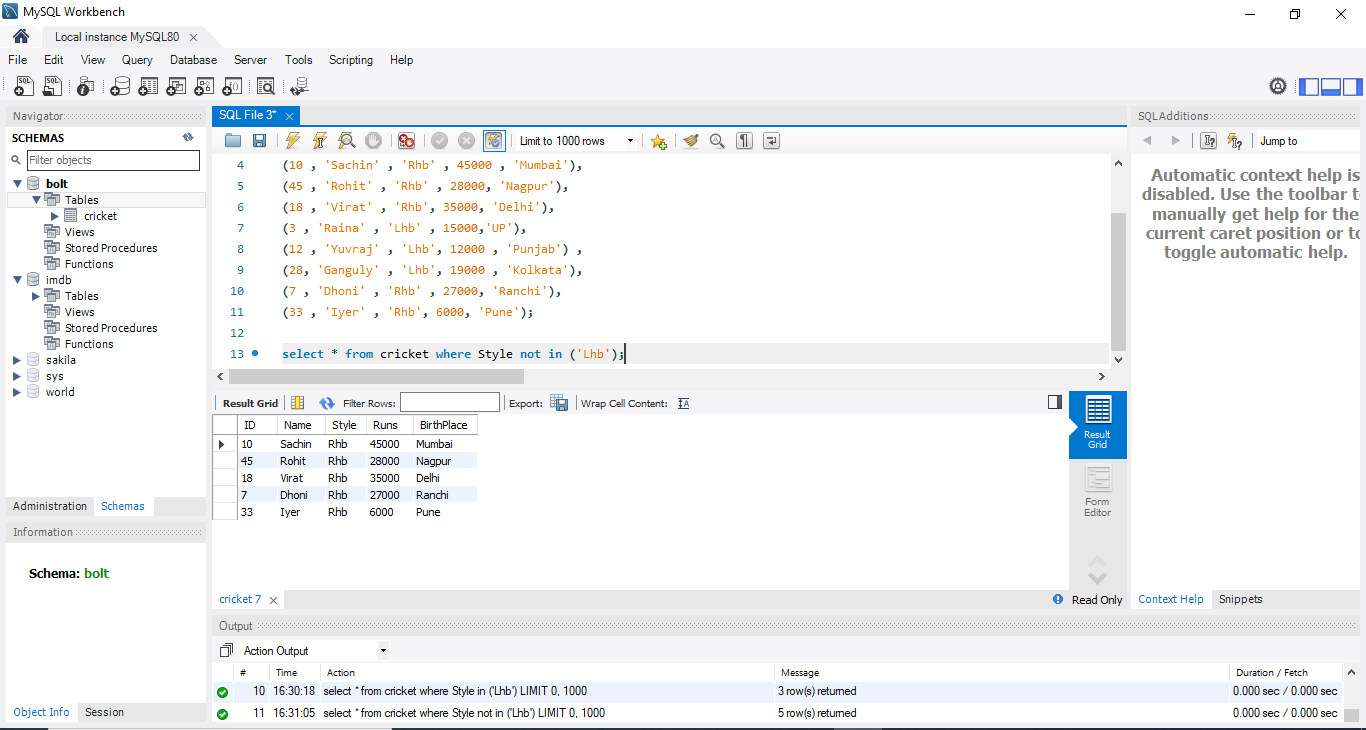 MySQL Workbench
Local instance MySQL80
File Edit View Query Database Server Tools Scripting Help
Navigator
SCHEMAS
Filter objects
bolt
Tables
cricket
Views
Stored Procedures
Functions
imdb
Tables
Views
Stored Procedures
Functions
sakila
sys
world
Administration Schemas
Information
Schema: bolt
Object Info Session
SQL File 3*
Limit to 1000 rows
4 (10 , 'Sachin' , 'Rhb' , 45000 , 'Mumbai'),
5 (45 , 'Rohit' , 'Rhb' , 28000, 'Nagpur'),
6 (18 , 'Virat' , 'Rhb', 35000, 'Delhi'),
7 (3 , 'Raina' , 'Lhb' , 15000,'UP'),
8 (12 , 'Yuvraj' , 'Lhb', 12000 , 'Punjab') ,
9 (28, 'Ganguly' , 'Lhb', 19000 , 'Kolkata'),
10 (7 , 'Dhoni' , 'Rhb' , 27000, 'Ranchi'),
11 (33 , 'Iyer' , 'Rhb', 6000, 'Pune');
12
13 select * from cricket where Style not in ('Lhb');
Result Grid Filter Rows: Export: Wrap Cell Content:
ID Name Style Runs BirthPlace
10 Sachin Rhb 45000 Mumbai
45 Rohit Rhb 28000 Nagpur
18 Virat Rhb 35000 Delhi
7 Dhoni Rhb 27000 Ranchi
33 Iyer Rhb 6000 Pune
Result
Grid
Form
Editor
cricket 7
Read Only
SQLAdditions
Jump to
Automatic context help is
disabled. Use the toolbar t
manually get help for the
current caret position or to
toggle automatic help.
Context Help Snippets
Output
Action Output
# Time Action Message Duration / Fetch
10 16:30:18 select * from cricket where Style in ('Lhb') LIMIT 0, 1000 3 row(s) returned 0.000 sec / 0.000 sec
11 16:31:05 select * from cricket where Style not in ('Lhb') LIMIT 0, 1000 5 row(s) returned 0.000 sec / 0.000 sec